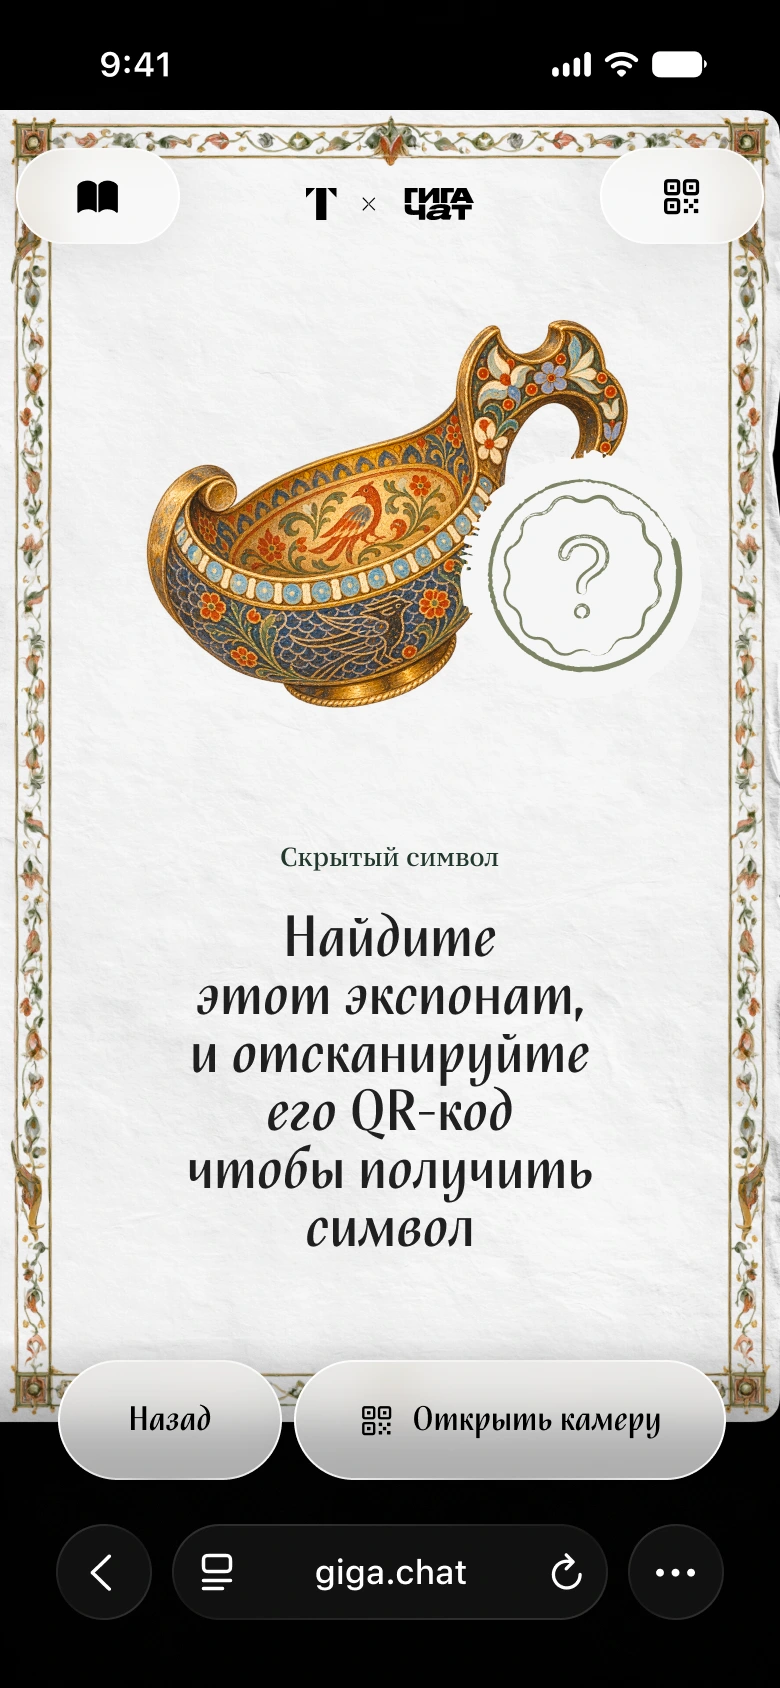 9:41
Т × ГИГА
ЧАТ
?
Скрытый символ
Найдите
этот экспонат,
и отсканируйте
его QR-код
чтобы получить
символ
Назад
Открыть камеру
giga.chat